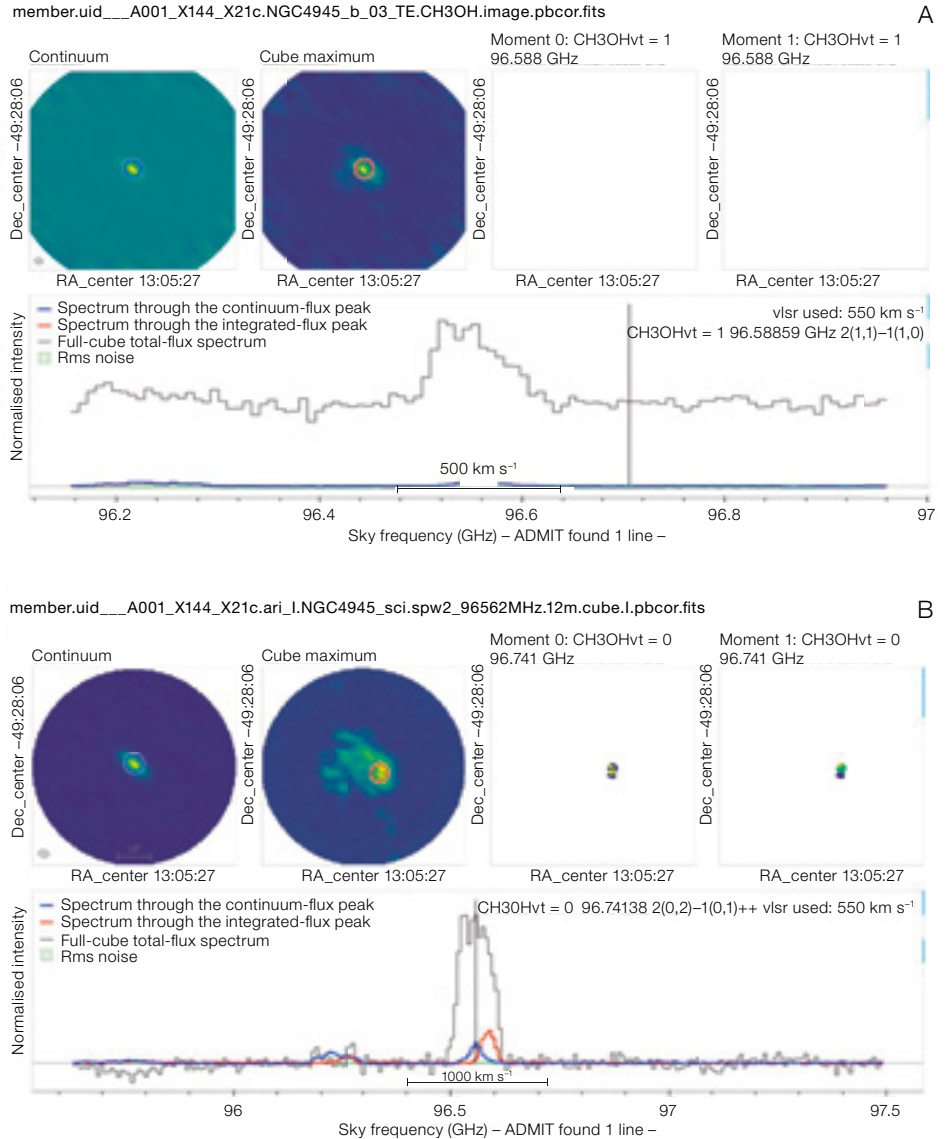 member.uid___A001_X144_X21c.NGC4945_b_03_TE.CH3OH.image.pbcor.fits
A
Continuum
Cube maximum
Moment 0: CH3OHvt = 1
96.588 GHz
Moment 1: CH3OHvt = 1
96.588 GHz
Dec_center −49:28:06
Dec_center −49:28:06
Dec_center −49:28:06
Dec_center −49:28:06
RA_center 13:05:27
RA_center 13:05:27
RA_center 13:05:27
RA_center 13:05:27
Normalised intensity
Spectrum through the continuum-flux peak
Spectrum through the integrated-flux peak
Full-cube total-flux spectrum
Rms noise
vlsr used: 550 km s⁻¹
CH3OHvt = 1 96.58859 GHz 2(1,1)–1(1,0)
500 km s⁻¹
96.2
96.4
96.6
96.8
97
Sky frequency (GHz) – ADMIT found 1 line –
member.uid___A001_X144_X21c.ari_l.NGC4945_sci.spw2_96562MHz.12m.cube.I.pbcor.fits
B
Continuum
Cube maximum
Moment 0: CH3OHvt = 0
96.741 GHz
Moment 1: CH3OHvt = 0
96.741 GHz
Dec_center −49:28:06
Dec_center −49:28:06
Dec_center −49:28:06
Dec_center −49:28:06
RA_center 13:05:27
RA_center 13:05:27
RA_center 13:05:27
RA_center 13:05:27
Normalised intensity
Spectrum through the continuum-flux peak
Spectrum through the integrated-flux peak
Full-cube total-flux spectrum
Rms noise
CH30Hvt = 0 96.74138 2(0,2)–1(0,1)++ vlsr used: 550 km s⁻¹
1000 km s⁻¹
96
96.5
97
97.5
Sky frequency (GHz) – ADMIT found 1 line –